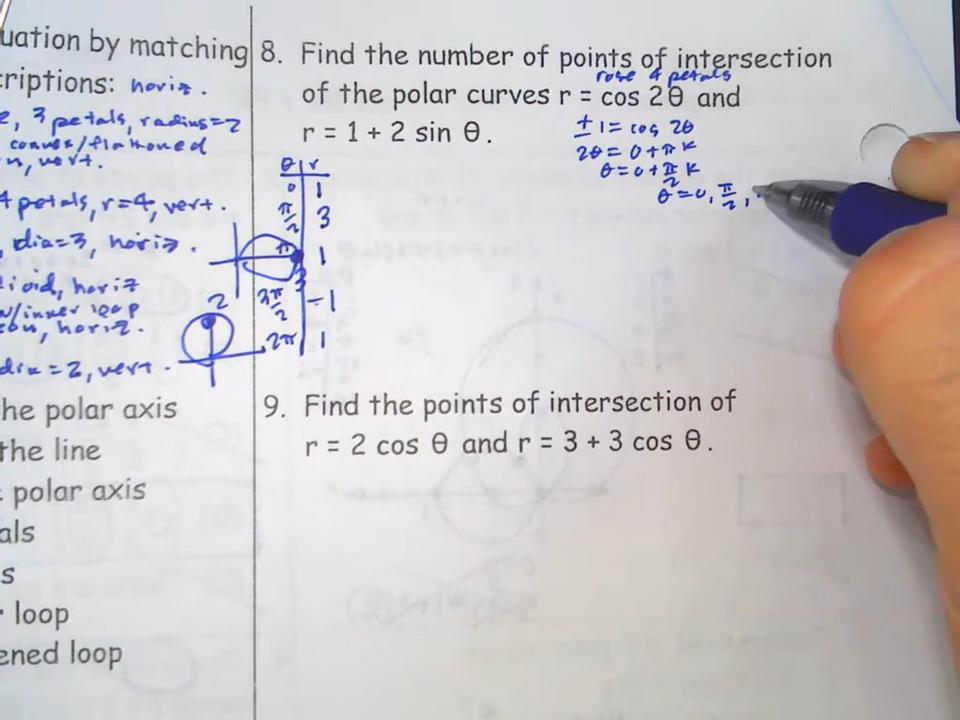 uation by matching
criptions: horiz.
e, 3 petals, radius=2
convex/flattened
n, vert.
4 petals, r=4, vert.
, dia=3, horiz.
dioid, horiz
w/inner loop
con, horiz.
dia=2, vert.
the polar axis
the line
polar axis
als
s
loop
ened loop
8. Find the number of points of intersection
rose 4 petals
of the polar curves r = cos 2θ and
r = 1 + 2 sin θ.
±1 = cos 2θ
2θ = 0 + πk
θ = 0 + π/2 k
θ = 0, π/2,
θ | r
0 | 1
π/2 | 3
π | 1
3
3π/2 | -1
2π | 1
2
9. Find the points of intersection of
r = 2 cos θ and r = 3 + 3 cos θ.